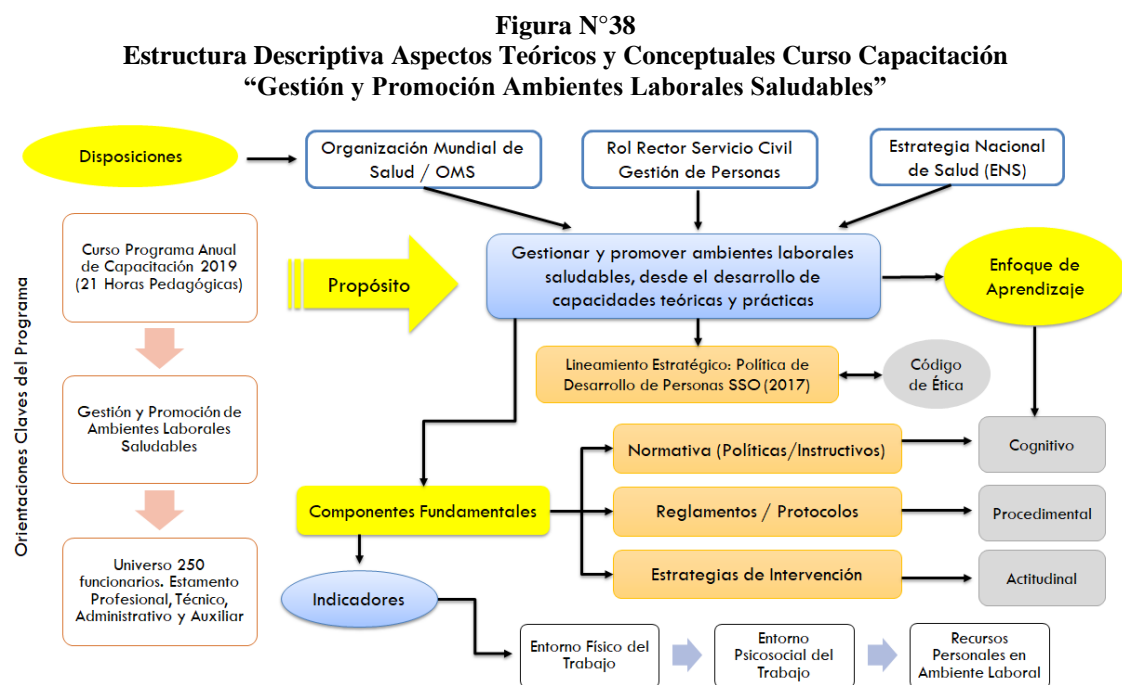 Figura N°38
Estructura Descriptiva Aspectos Teóricos y Conceptuales Curso Capacitación
“Gestión y Promoción Ambientes Laborales Saludables”
Disposiciones
Organización Mundial de
Salud / OMS
Rol Rector Servicio Civil
Gestión de Personas
Estrategia Nacional
de Salud (ENS)
Orientaciones Claves del Programa
Curso Programa Anual
de Capacitación 2019
(21 Horas Pedagógicas)
Gestión y Promoción de
Ambientes Laborales
Saludables
Universo 250
funcionarios. Estamento
Profesional, Técnico,
Administrativo y Auxiliar
Propósito
Gestionar y promover ambientes laborales
saludables, desde el desarrollo de
capacidades teóricas y prácticas
Enfoque de
Aprendizaje
Lineamiento Estratégico: Política de
Desarrollo de Personas SSO (2017)
Código
de Ética
Componentes Fundamentales
Normativa (Políticas/Instructivos)
Cognitivo
Reglamentos / Protocolos
Procedimental
Estrategias de Intervención
Actitudinal
Indicadores
Entorno Físico del
Trabajo
Entorno
Psicosocial del
Trabajo
Recursos
Personales en
Ambiente Laboral